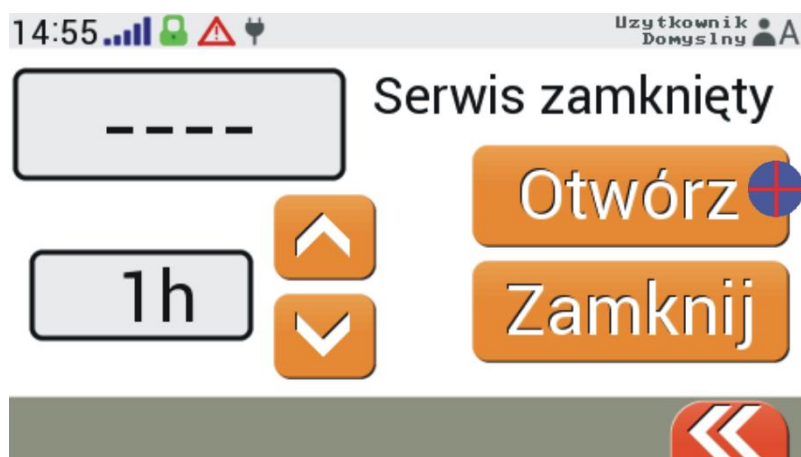 14:55
Uzytkownik
Domyslny
A
----
Serwis zamknięty
Otwórz
1h
Zamknij